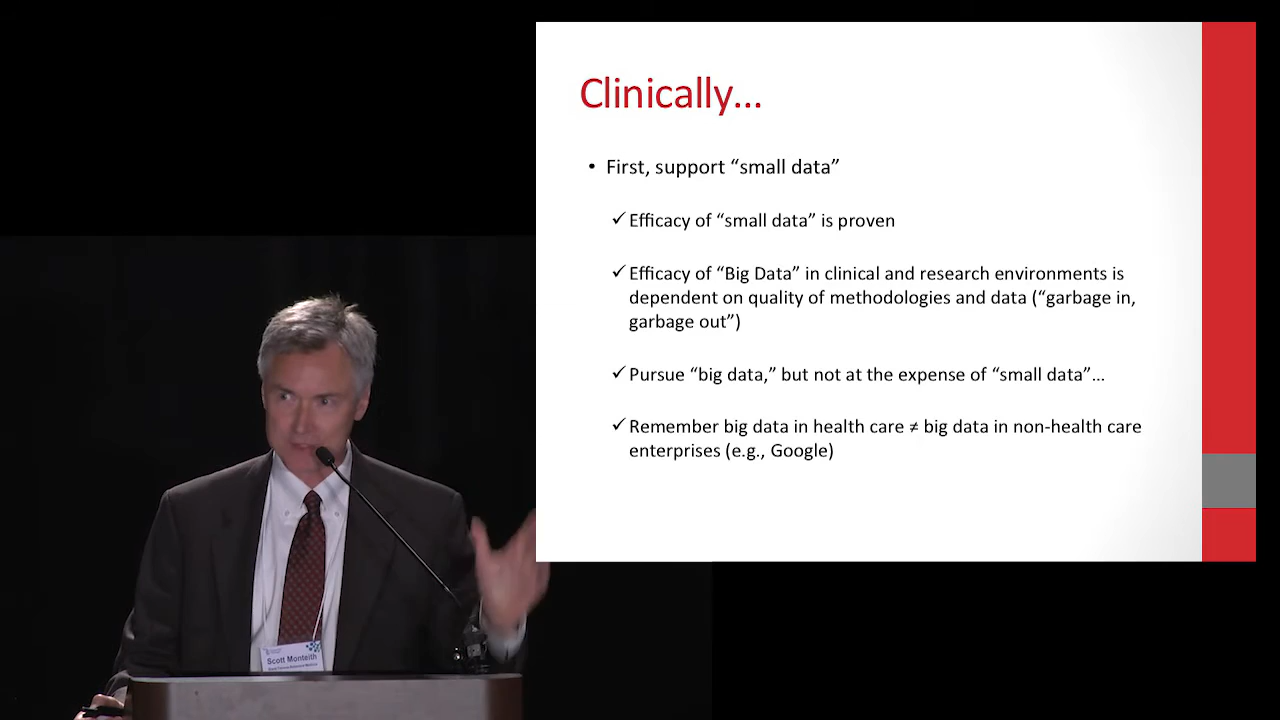 Clinically...
• First, support “small data”
✓ Efficacy of “small data” is proven
✓ Efficacy of “Big Data” in clinical and research environments is
dependent on quality of methodologies and data (“garbage in,
garbage out”)
✓ Pursue “big data,” but not at the expense of “small data”...
✓ Remember big data in health care ≠ big data in non-health care
enterprises (e.g., Google)
Scott Monteith